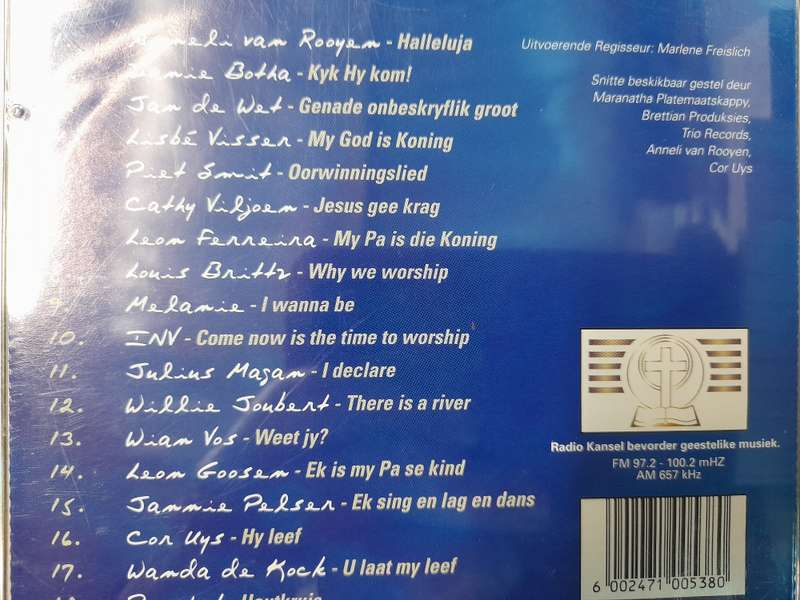 Anneli van Rooyen - Halleluja
Botha - Kyk Hy kom!
Jan de Wet - Genade onbeskryflik groot
Lisbé Visser - My God is Koning
Piet Smit - Oorwinningslied
Cathy Viljoen - Jesus gee krag
Leon Ferreira - My Pa is die Koning
Louis Brittz - Why we worship
9. Melanie - I wanna be
10. INV - Come now is the time to worship
11. Julius Magan - I declare
12. Willie Joubert - There is a river
13. Wian Vos - Weet jy?
14. Leon Goosen - Ek is my Pa se kind
15. Jannie Pelser - Ek sing en lag en dans
16. Cor Uys - Hy leef
17. Wanda de Kock - U laat my leef
18.
Uitvoerende Regisseur: Marlene Freislich
Snitte beskikbaar gestel deur
Maranatha Platemaatskappy,
Brettian Produksies,
Trio Records,
Anneli van Rooyen,
Cor Uys
Radio Kansel bevorder geestelike musiek.
FM 97.2 - 100.2 mHZ
AM 657 kHz
6 002471 005380